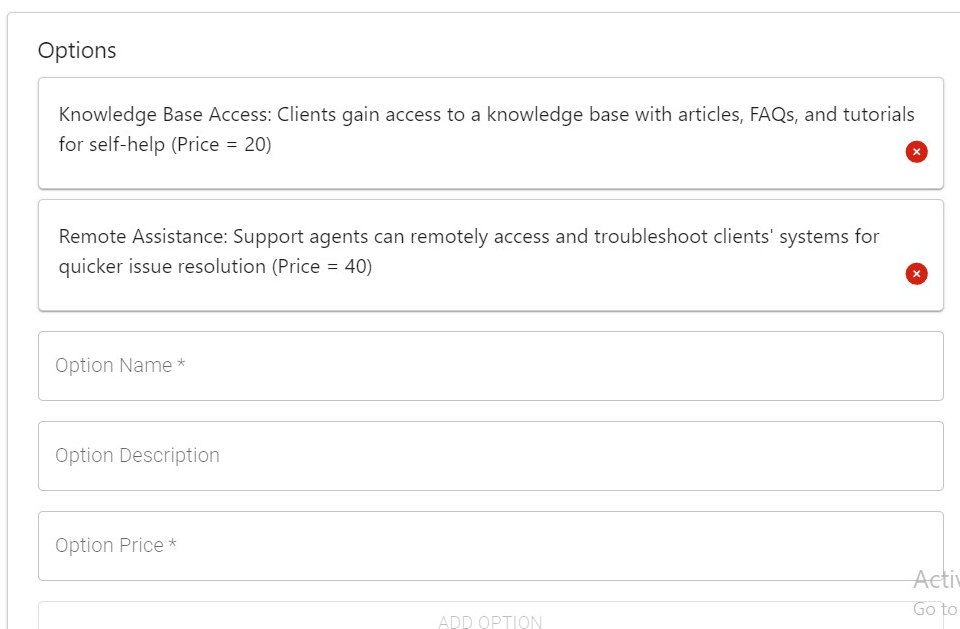 Options
Knowledge Base Access: Clients gain access to a knowledge base with articles, FAQs, and tutorials
for self-help (Price = 20)
Remote Assistance: Support agents can remotely access and troubleshoot clients' systems for
quicker issue resolution (Price = 40)
Option Name *
Option Description
Option Price *
Activ
Go to
ADD OPTION